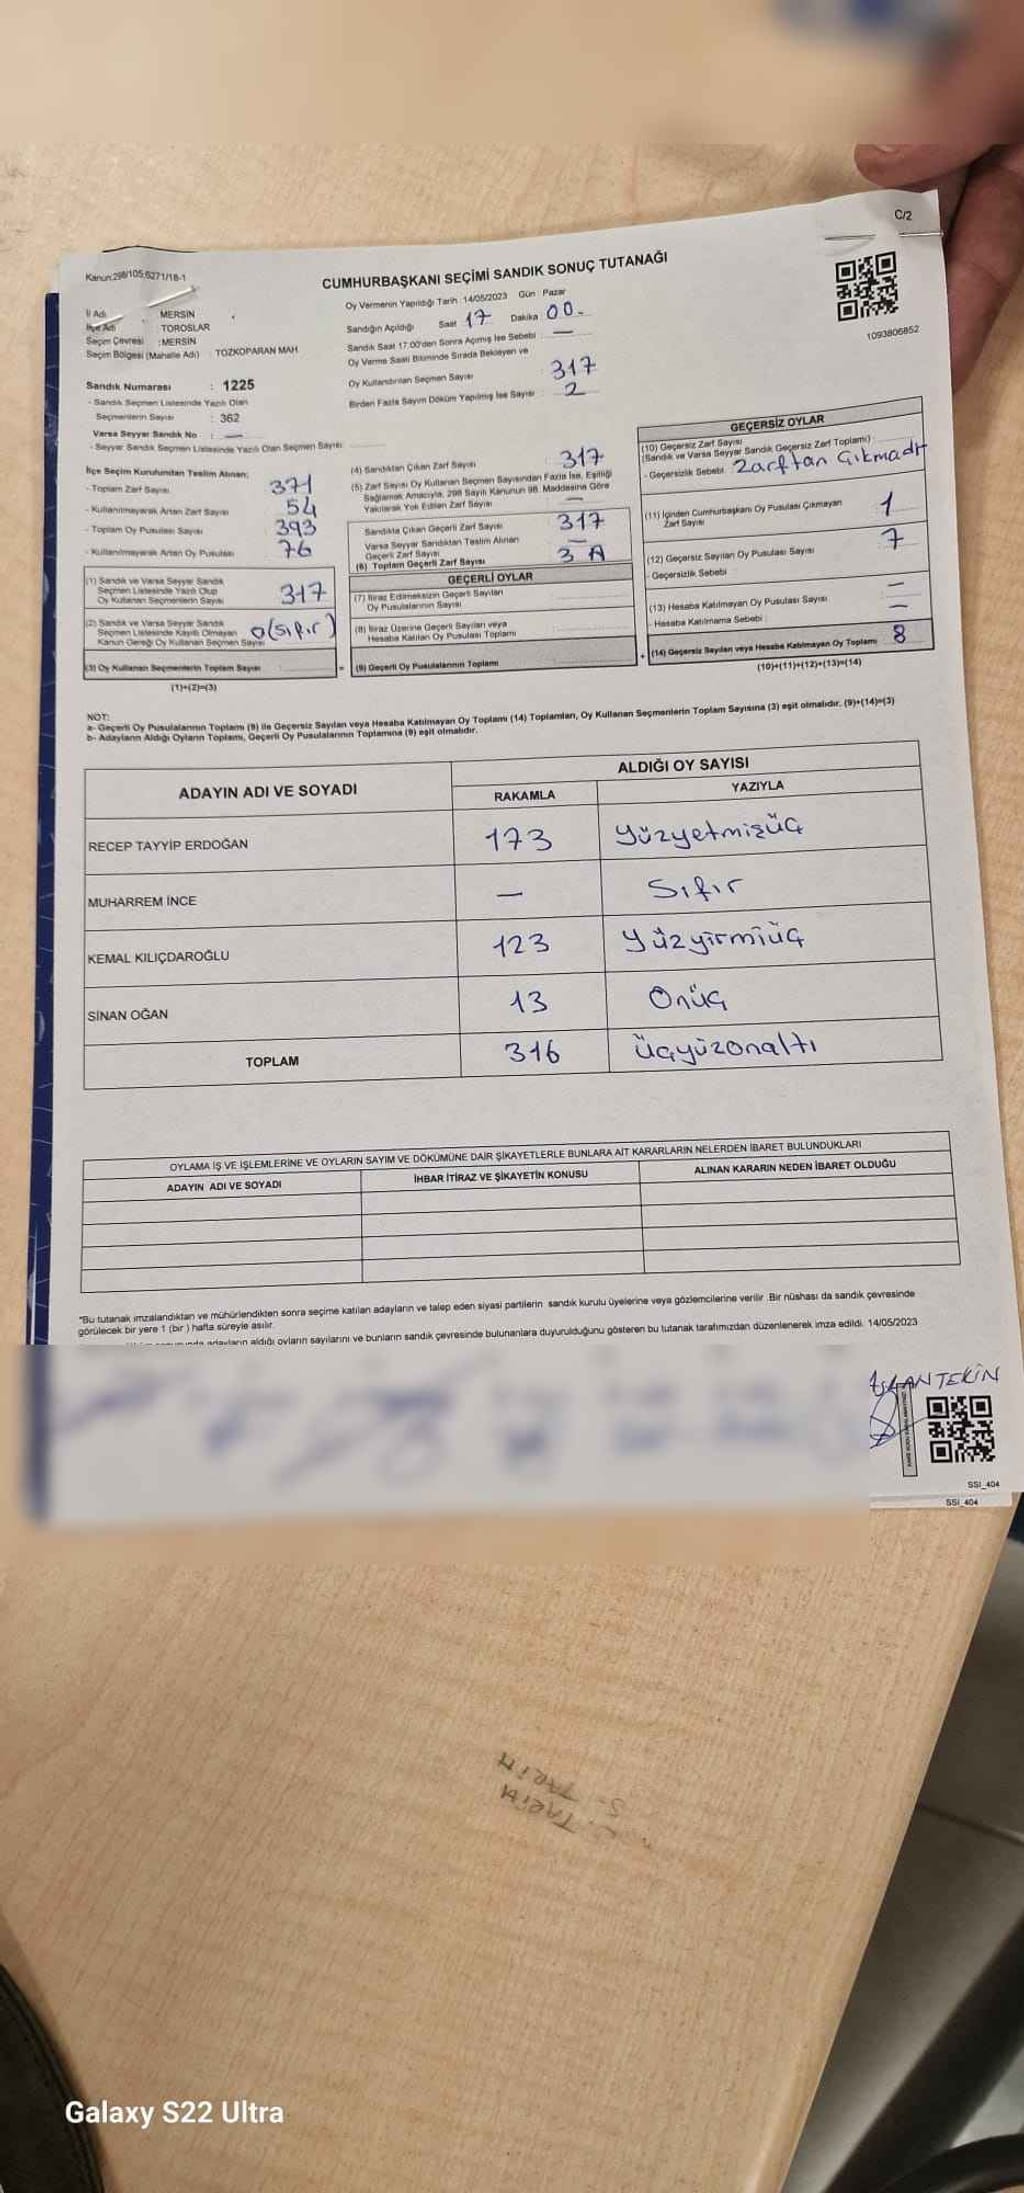 C/2
Kanun:298/105;6271/18-1
CUMHURBAŞKANI SEÇİMİ SANDIK SONUÇ TUTANAĞI
1093806852
İl Adı : MERSİN
İlçe Adı : TOROSLAR
Seçim Çevresi : MERSİN
Seçim Bölgesi (Mahalle Adı) TOZKOPARAN MAH
Sandık Numarası : 1225
- Sandık Seçmen Listesinde Yazılı Olan
Seçmenlerin Sayısı : 362
Varsa Seyyar Sandık No : —
- Seyyar Sandık Seçmen Listesinde Yazılı Olan Seçmen Sayısı
Oy Vermenin Yapıldığı Tarih : 14/05/2023 Gün : Pazar
Sandığın Açıldığı Saat 17 Dakika 00.
Sandık Saat 17:00'den Sonra Açılmış İse Sebebi : —
Oy Verme Saati Bitiminde Sırada Bekleyen ve
Oy Kullandırılan Seçmen Sayısı : 317
Birden Fazla Sayım Döküm Yapılmış İse Sayısı : 2
İlçe Seçim Kurulundan Teslim Alınan;
- Toplam Zarf Sayısı 371
- Kullanılmayarak Artan Zarf Sayısı 54
- Toplam Oy Pusulası Sayısı 393
- Kullanılmayarak Artan Oy Pusulası 76
(1) Sandık ve Varsa Seyyar Sandık
Seçmen Listesinde Yazılı Olup
Oy Kullanan Seçmenlerin Sayısı 317
(2) Sandık ve Varsa Seyyar Sandık
Seçmen Listesinde Kayıtlı Olmayan
Kanun Gereği Oy Kullanan Seçmen Sayısı 0(Sıfır)
(3) Oy Kullanan Seçmenlerin Toplam Sayısı
(1)+(2)=(3)
(4) Sandıktan Çıkan Zarf Sayısı : 317
(5) Zarf Sayısı Oy Kullanan Seçmen Sayısından Fazla İse, Eşitliği
Sağlamak Amacıyla, 298 Sayılı Kanunun 98. Maddesine Göre
Yakılarak Yok Edilen Zarf Sayısı —
Sandıkta Çıkan Geçerli Zarf Sayısı 317
Varsa Seyyar Sandıktan Teslim Alınan
Geçerli Zarf Sayısı —
(6) Toplam Geçerli Zarf Sayısı
GEÇERLİ OYLAR
(7) İtiraz Edilmeksizin Geçerli Sayılan
Oy Pusulalarının Sayısı
(8) İtiraz Üzerine Geçerli Sayılan veya
Hesaba Katılan Oy Pusulası Toplamı
= (9) Geçerli Oy Pusulalarının Toplamı
GEÇERSİZ OYLAR
(10) Geçersiz Zarf Sayısı
(Sandık ve Varsa Seyyar Sandık Geçersiz Zarf Toplamı) :
- Geçersizlik Sebebi : Zarftan Çıkmadı
(11) İçinden Cumhurbaşkanı Oy Pusulası Çıkmayan
Zarf Sayısı 1
(12) Geçersiz Sayılan Oy Pusulası Sayısı 7
- Geçersizlik Sebebi
(13) Hesaba Katılmayan Oy Pusulası Sayısı —
- Hesaba Katılmama Sebebi : —
+ (14) Geçersiz Sayılan veya Hesaba Katılmayan Oy Toplamı 8
(10)+(11)+(12)+(13)=(14)
NOT:
a- Geçerli Oy Pusulalarının Toplamı (9) ile Geçersiz Sayılan veya Hesaba Katılmayan Oy Toplamı (14) Toplamları, Oy Kullanan Seçmenlerin Toplam Sayısına (3) eşit olmalıdır. (9)+(14)=(3)
b- Adayların Aldığı Oyların Toplamı, Geçerli Oy Pusulalarının Toplamına (9) eşit olmalıdır.
ADAYIN ADI VE SOYADI ALDIĞI OY SAYISI
RAKAMLA YAZIYLA
RECEP TAYYİP ERDOĞAN 173 Yüzyetmişüç
MUHARREM İNCE — Sıfır
KEMAL KILIÇDAROĞLU 123 Yüzyirmiüç
SİNAN OĞAN 13 Onüç
TOPLAM 316 Üçyüzonaltı
OYLAMA İŞ VE İŞLEMLERİNE VE OYLARIN SAYIM VE DÖKÜMÜNE DAİR ŞİKAYETLERLE BUNLARA AİT KARARLARIN NELERDEN İBARET BULUNDUKLARI
ADAYIN ADI VE SOYADI İHBAR İTİRAZ VE ŞİKAYETİN KONUSU ALINAN KARARIN NEDEN İBARET OLDUĞU
"Bu tutanak imzalandıktan ve mühürlendikten sonra seçime katılan adayların ve talep eden siyasi partilerin sandık kurulu üyelerine veya gözlemcilerine verilir .Bir nüshası da sandık çevresinde
görülecek bir yere 1 (bir ) hafta süreyle asılır.
adayların aldığı oyların sayılarını ve bunların sandık çevresinde bulunanlara duyurulduğunu gösteren bu tutanak tarafımızdan düzenlenerek imza edildi. 14/05/2023
TEKİN
SSI_404
SSI_404
S. TARIM
TARIM
Galaxy S22 Ultra